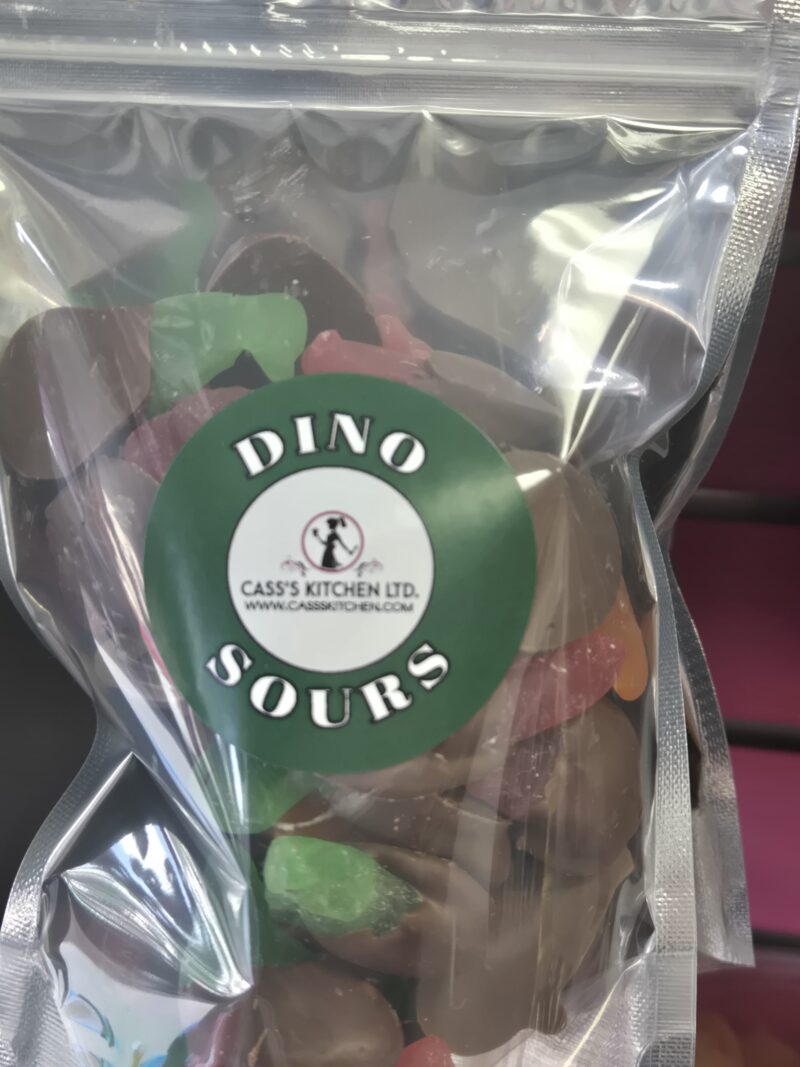 DINO
CASS'S KITCHEN LTD.
WWW.CASSSKITCHEN.COM
SOURS